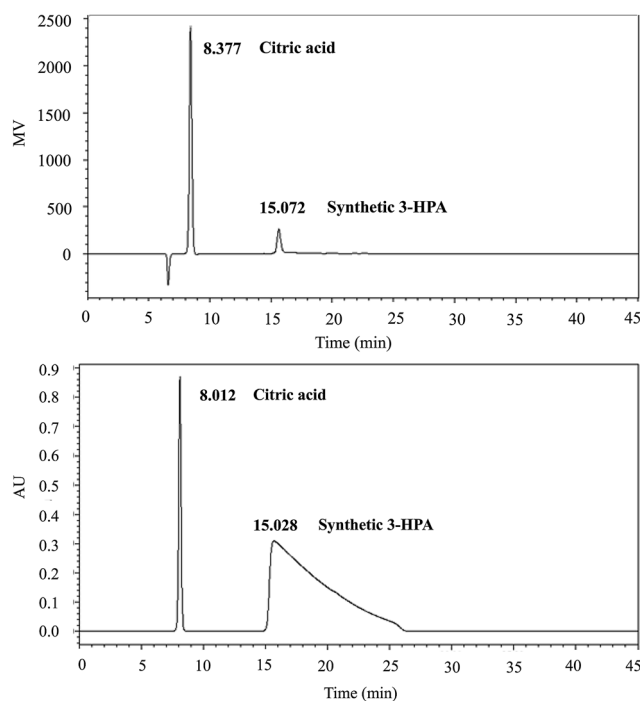 2500
2000
1500
1000
500
0
MV
8.377 Citric acid
15.072 Synthetic 3-HPA
0 5 10 15 20 25 30 35 40 45
Time (min)
0.9
0.8
0.7
0.6
0.5
0.4
0.3
0.2
0.1
0.0
AU
8.012 Citric acid
15.028 Synthetic 3-HPA
0 10 15 20 25 30 35 40 45
Time (min)